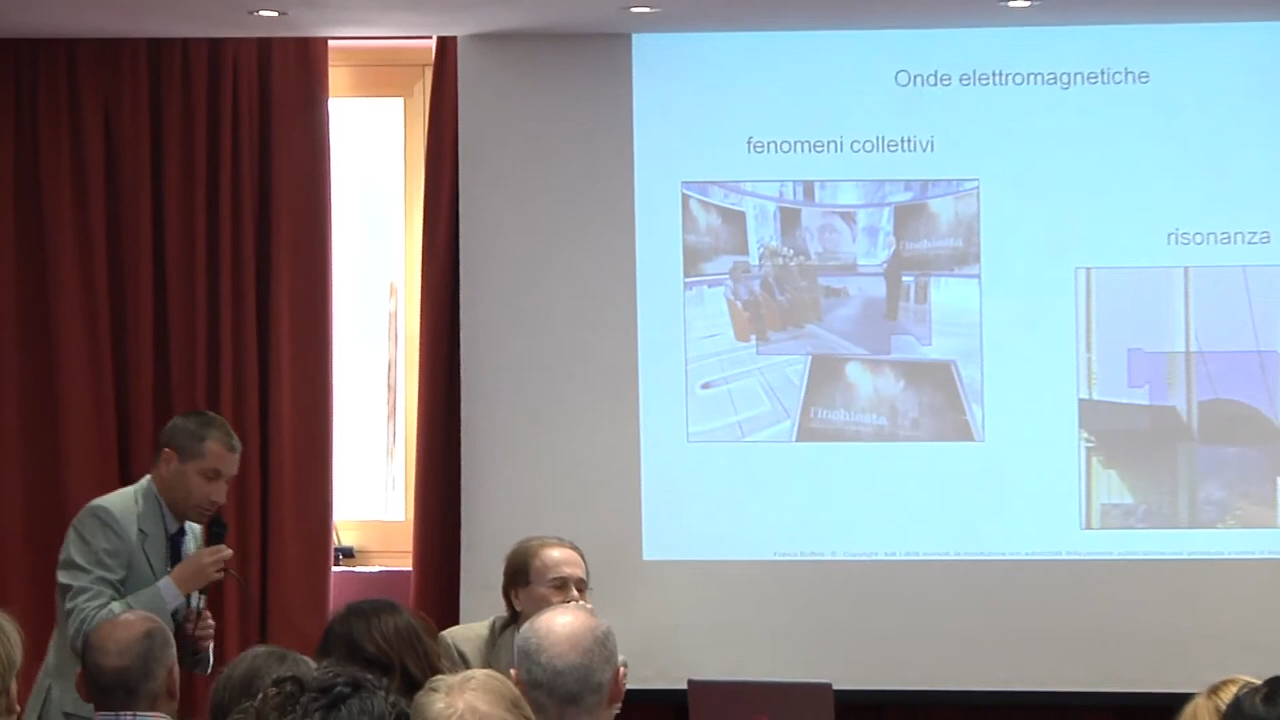 Onde elettromagnetiche
fenomeni collettivi
risonanza
l'inchiesta
l'inchiesta